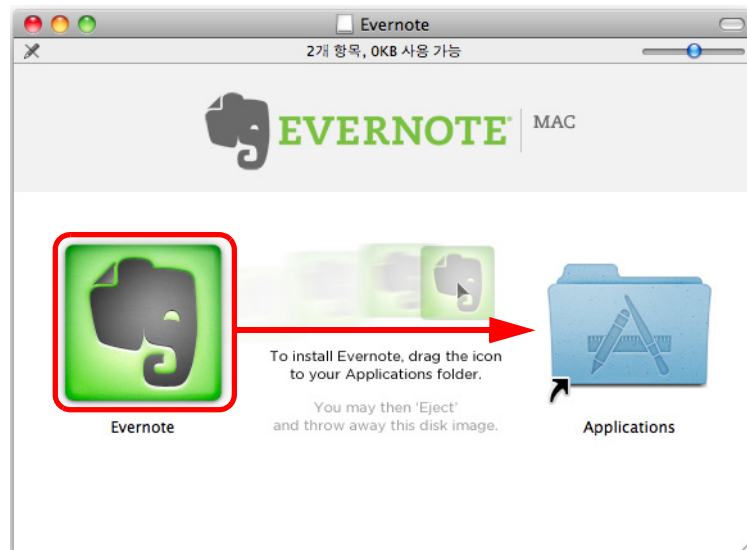 Evernote
2개 항목, 0KB 사용 가능
EVERNOTE® MAC
To install Evernote, drag the icon
to your Applications folder.
You may then ‘Eject’
and throw away this disk image.
Evernote
Applications